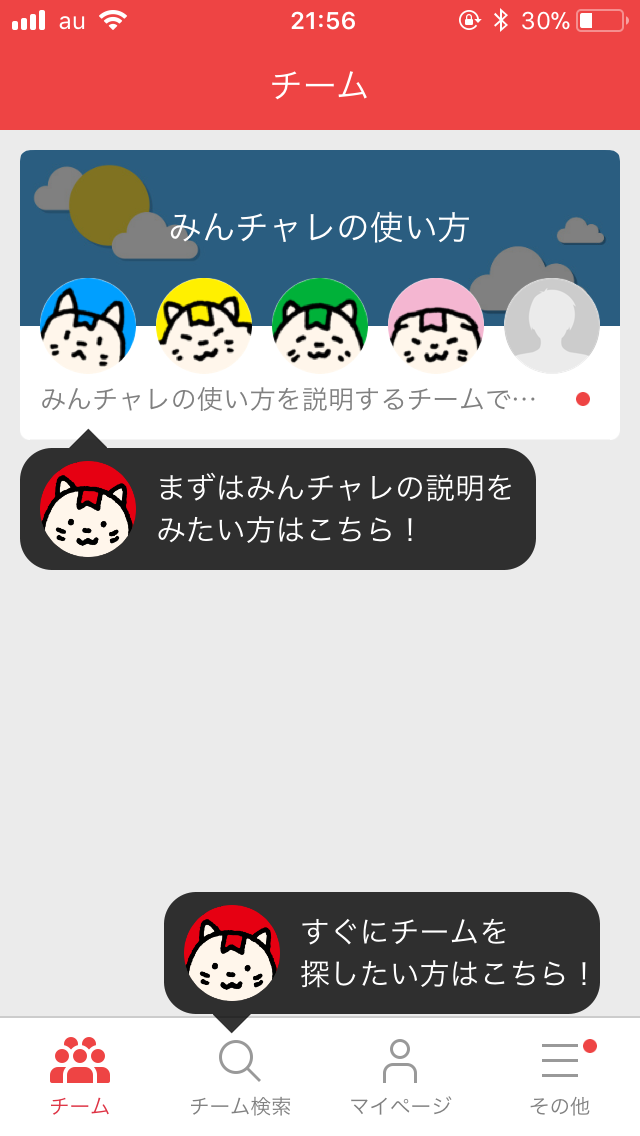 au 21:56 30%
チーム
みんチャレの使い方
みんチャレの使い方を説明するチームで…
まずはみんチャレの説明を
みたい方はこちら！
すぐにチームを
探したい方はこちら！
チーム チーム検索 マイページ その他